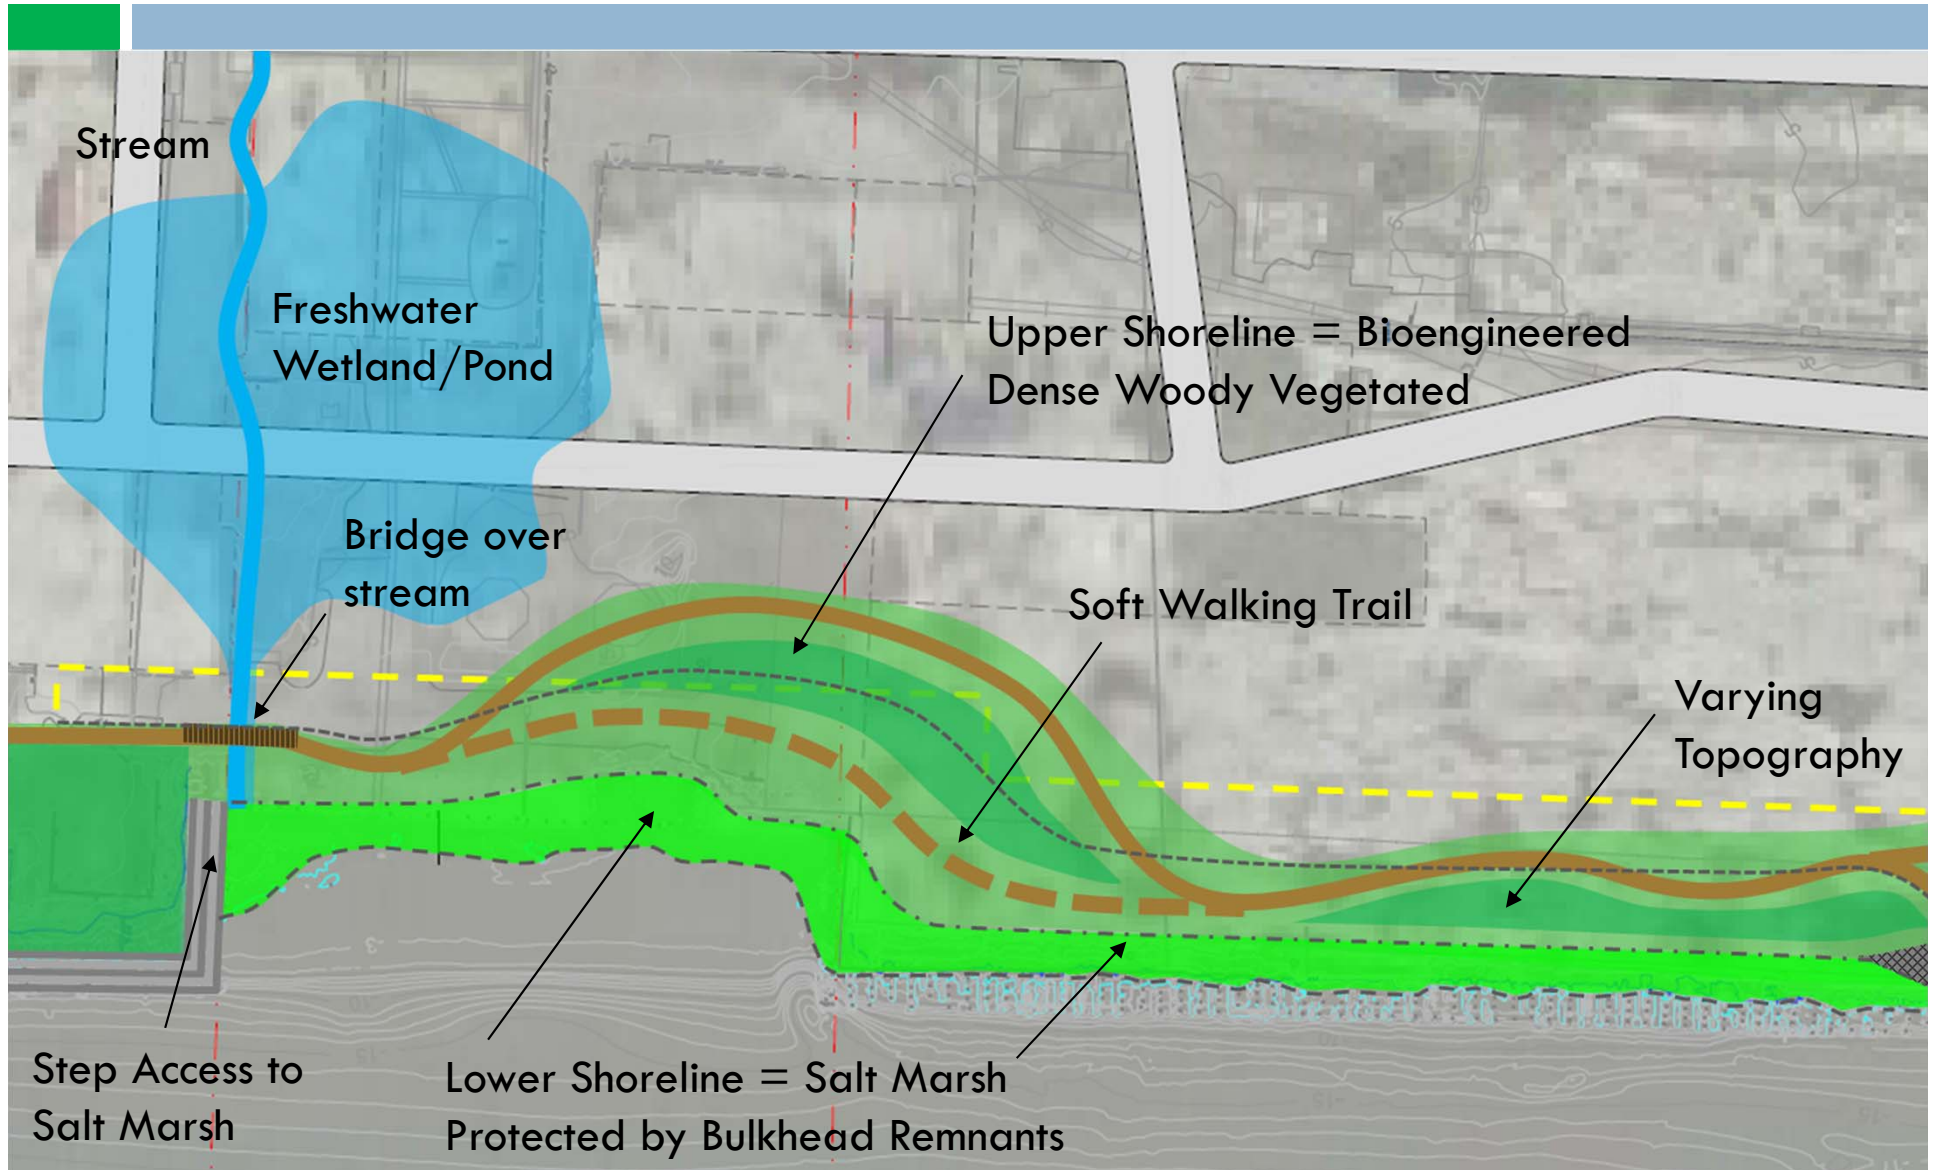 Stream
Freshwater
Wetland/Pond
Upper Shoreline = Bioengineered
Dense Woody Vegetated
Bridge over
stream
Soft Walking Trail
Varying
Topography
Step Access to
Salt Marsh
Lower Shoreline = Salt Marsh
Protected by Bulkhead Remnants